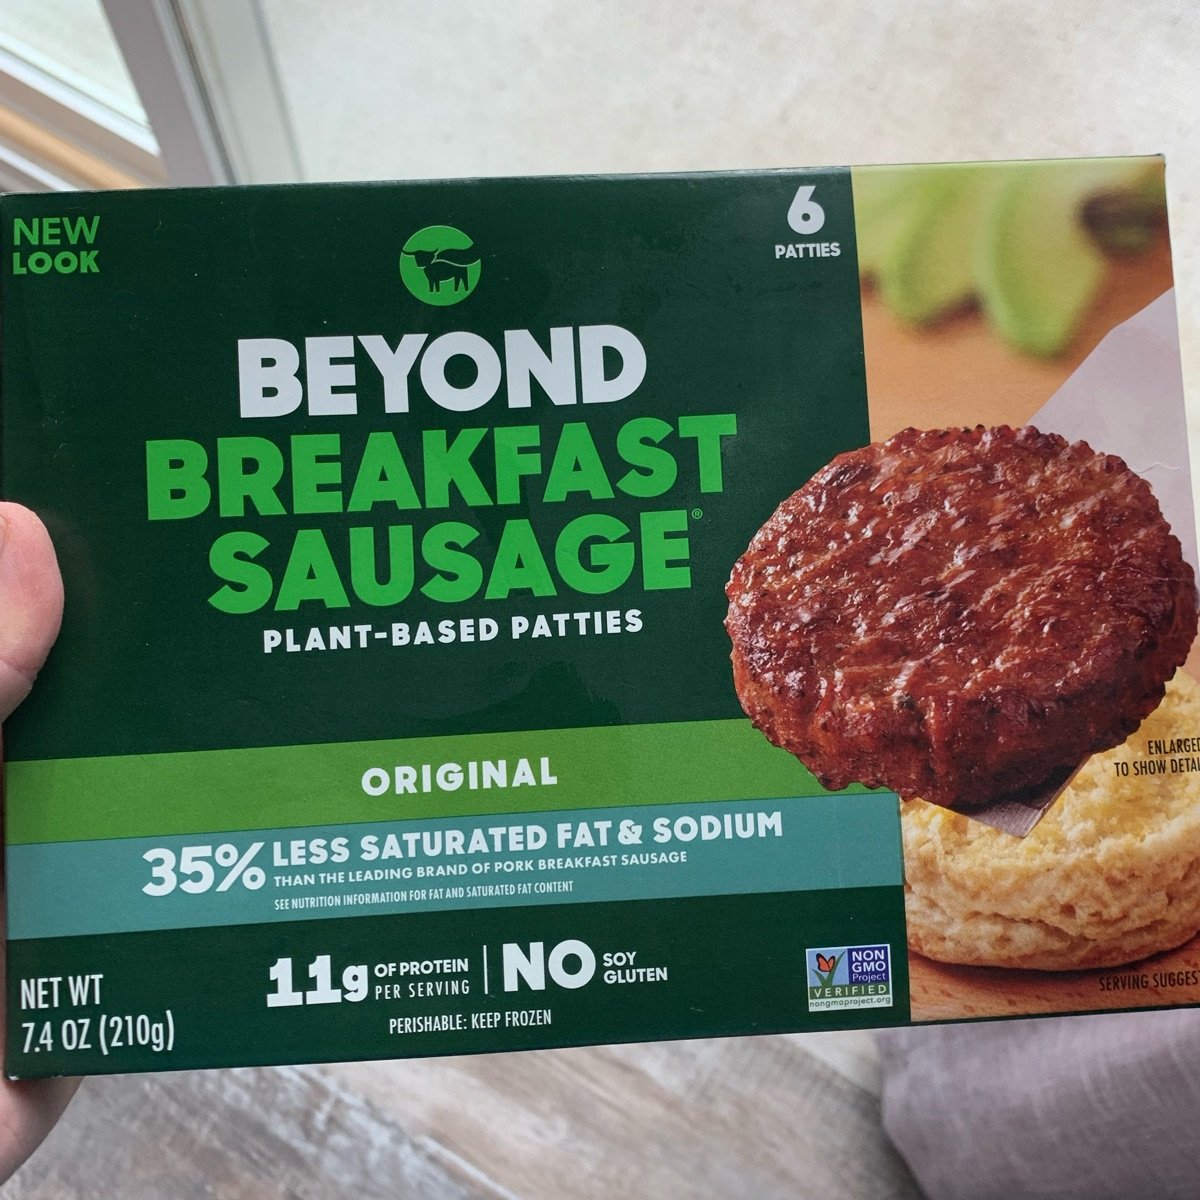 NEW
LOOK
6
PATTIES
BEYOND
BREAKFAST
SAUSAGE®
PLANT-BASED PATTIES
ORIGINAL
35% LESS SATURATED FAT & SODIUM
THAN THE LEADING BRAND OF PORK BREAKFAST SAUSAGE
SEE NUTRITION INFORMATION FOR FAT AND SATURATED FAT CONTENT
ENLARGED
TO SHOW DETAI
11g OF PROTEIN
PER SERVING
NO SOY
GLUTEN
PERISHABLE: KEEP FROZEN
NET WT
7.4 OZ (210g)
NON
GMO
Project
VERIFIED
nongmoproject.org
SERVING SUGGES